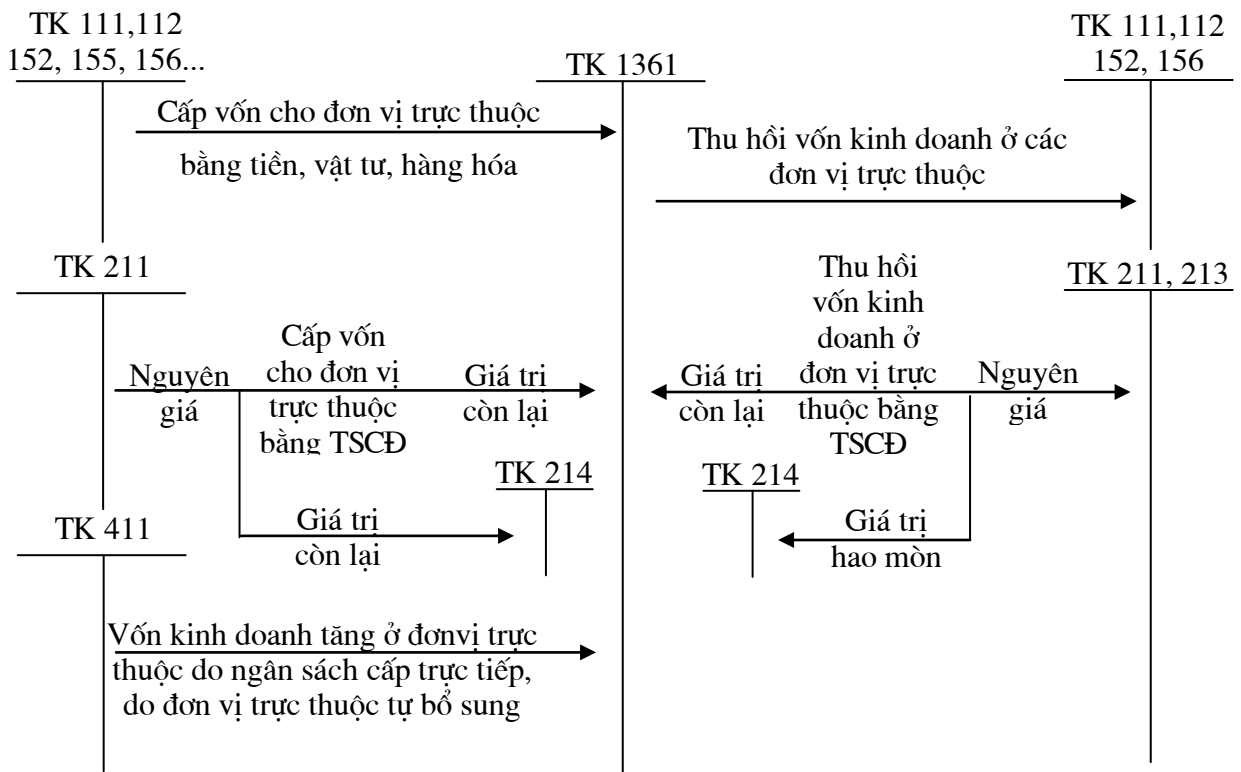 TK 111,112
152, 155, 156...
TK 1361
TK 111,112
152, 156
Cấp vốn cho đơn vị trực thuộc
bằng tiền, vật tư, hàng hóa
Thu hồi vốn kinh doanh ở các
đơn vị trực thuộc
TK 211
Nguyên
giá
Cấp vốn
cho đơn vị
trực thuộc
bằng TSCĐ
Giá trị
còn lại
TK 214
Giá trị
còn lại
Thu hồi
vốn kinh
doanh ở
đơn vị trực
thuộc bằng
TSCĐ
Giá trị
còn lại
Nguyên
giá
TK 211, 213
TK 214
Giá trị
hao mòn
TK 411
Vốn kinh doanh tăng ở đơnvị trực
thuộc do ngân sách cấp trực tiếp,
do đơn vị trực thuộc tự bổ sung